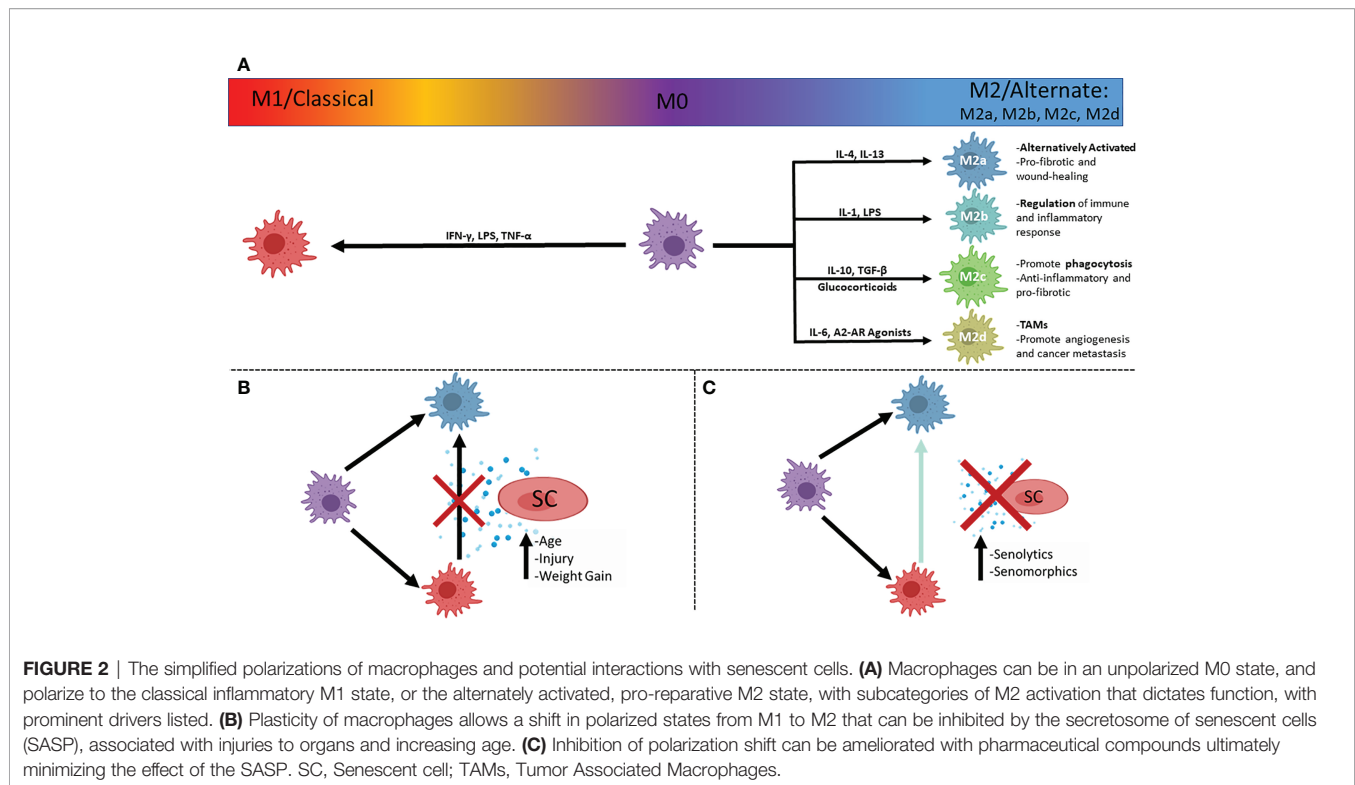 A
M1/Classical
M0
M2/Alternate:
M2a, M2b, M2c, M2d
IL-4, IL-13
M2a
-Alternatively Activated
-Pro-fibrotic and
wound-healing
IL-1, LPS
M2b
-Regulation of immune
and inflammatory
response
IFN-γ, LPS, TNF-α
IL-10, TGF-β
Glucocorticoids
M2c
-Promote phagocytosis
-Anti-inflammatory and
pro-fibrotic
IL-6, A2-AR Agonists
M2d
-TAMs
-Promote angiogenesis
and cancer metastasis
B
SC
-Age
-Injury
-Weight Gain
C
SC
-Senolytics
-Senomorphics
FIGURE 2 | The simplified polarizations of macrophages and potential interactions with senescent cells. (A) Macrophages can be in an unpolarized M0 state, and
polarize to the classical inflammatory M1 state, or the alternately activated, pro-reparative M2 state, with subcategories of M2 activation that dictates function, with
prominent drivers listed. (B) Plasticity of macrophages allows a shift in polarized states from M1 to M2 that can be inhibited by the secretosome of senescent cells
(SASP), associated with injuries to organs and increasing age. (C) Inhibition of polarization shift can be ameliorated with pharmaceutical compounds ultimately
minimizing the effect of the SASP. SC, Senescent cell; TAMs, Tumor Associated Macrophages.